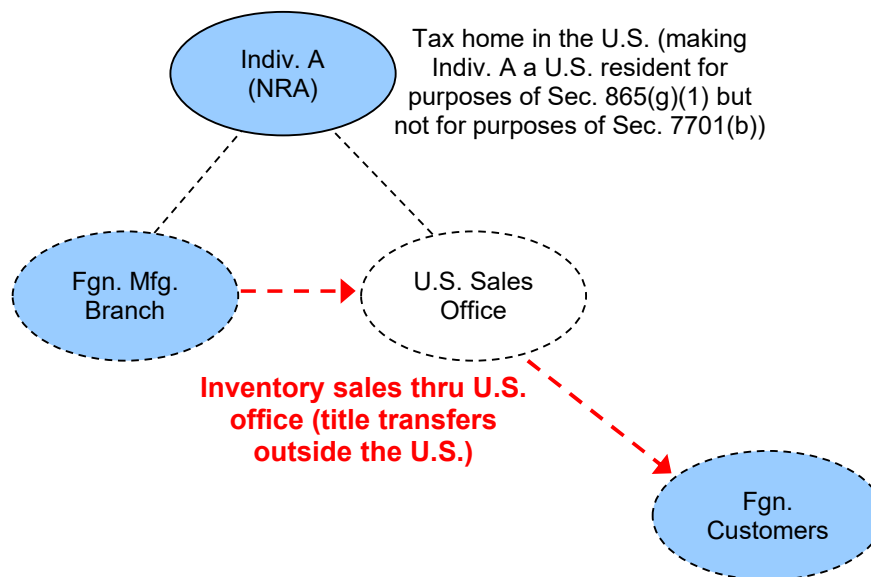 Indiv. A
(NRA)
Tax home in the U.S. (making
Indiv. A a U.S. resident for
purposes of Sec. 865(g)(1) but
not for purposes of Sec. 7701(b))
Fgn. Mfg.
Branch
U.S. Sales
Office
Inventory sales thru U.S.
office (title transfers
outside the U.S.)
Fgn.
Customers